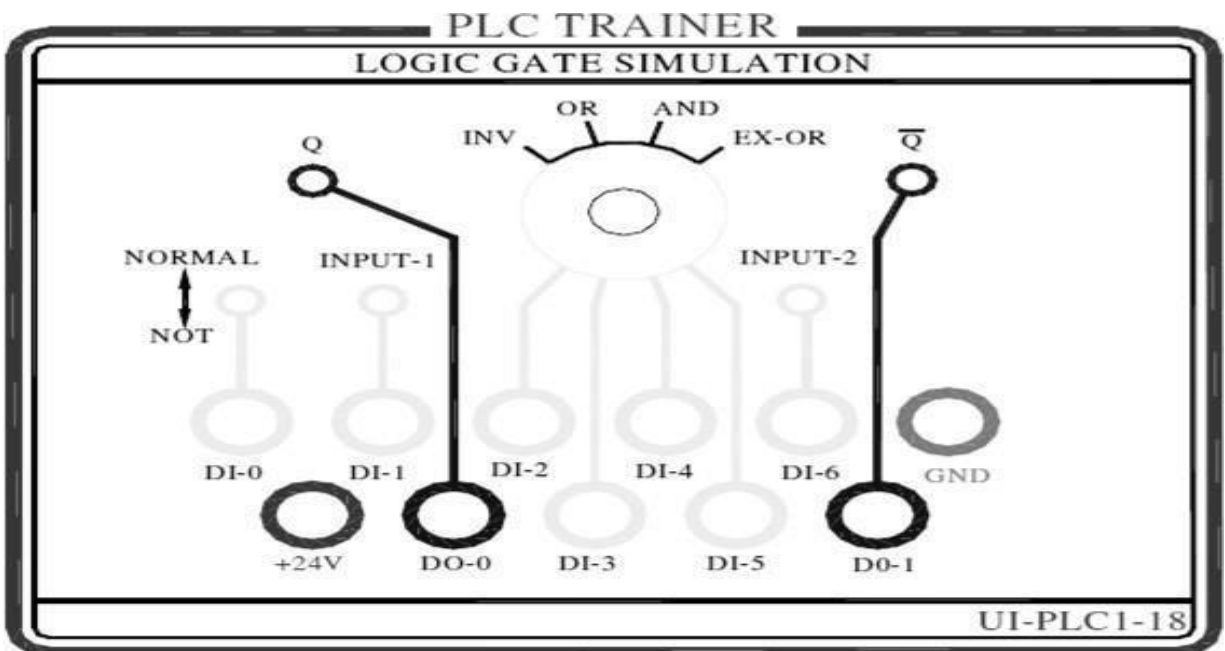 PLC TRAINER
LOGIC GATE SIMULATION
OR AND
INV EX-OR
Q Q̅
NORMAL INPUT-1 INPUT-2
NOT
DI-0 DI-1 DI-2 DI-4 DI-6 GND
+24V DO-0 DI-3 DI-5 D0-1
UI-PLC1-18